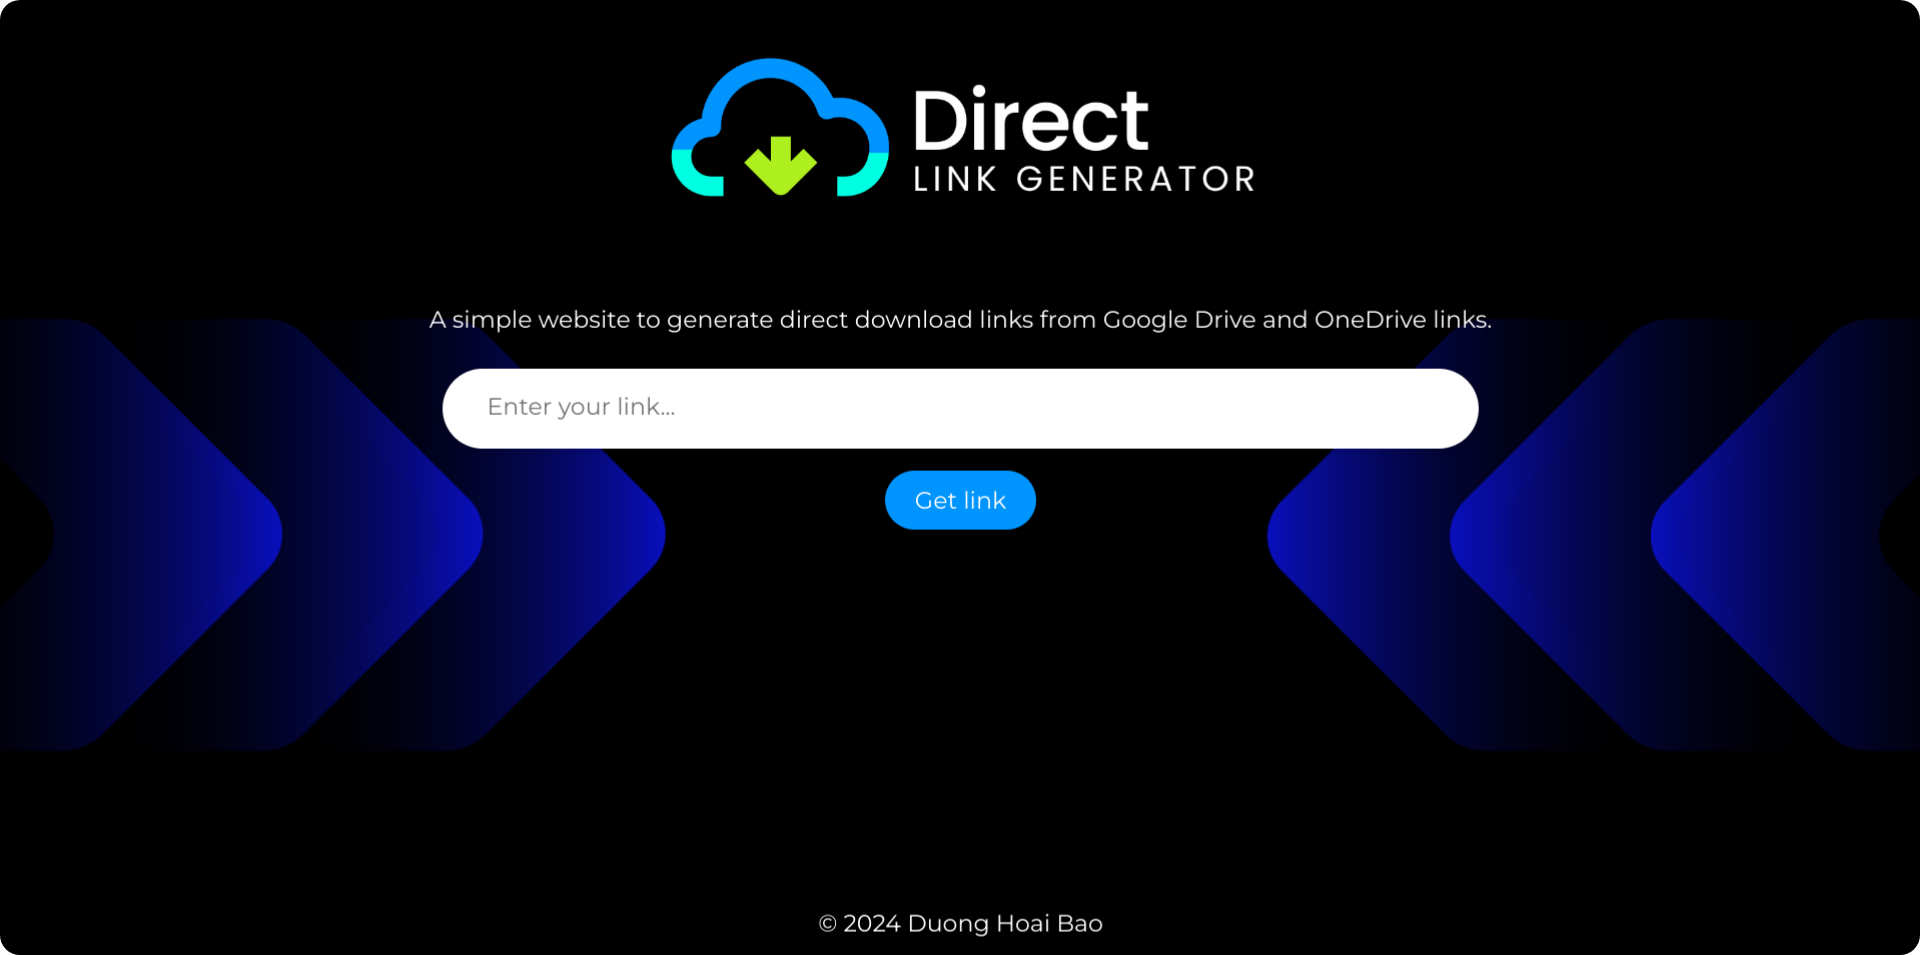 Direct
LINK GENERATOR
A simple website to generate direct download links from Google Drive and OneDrive links.
Enter your link...
Get link
© 2024 Duong Hoai Bao